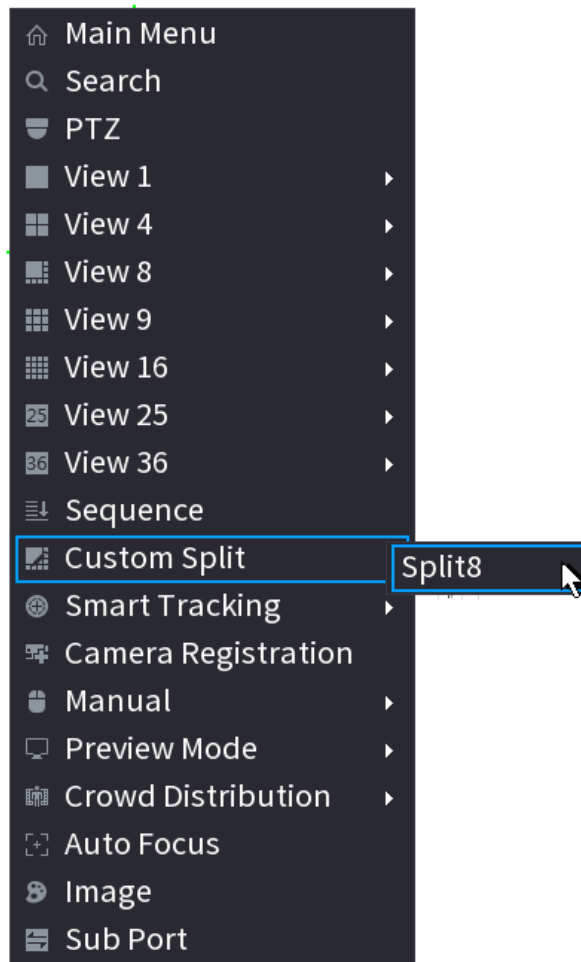 Main Menu
Search
PTZ
View 1
View 4
View 8
View 9
View 16
25 View 25
36 View 36
Sequence
Custom Split
Split8
Smart Tracking
Camera Registration
Manual
Preview Mode
Crowd Distribution
Auto Focus
Image
Sub Port